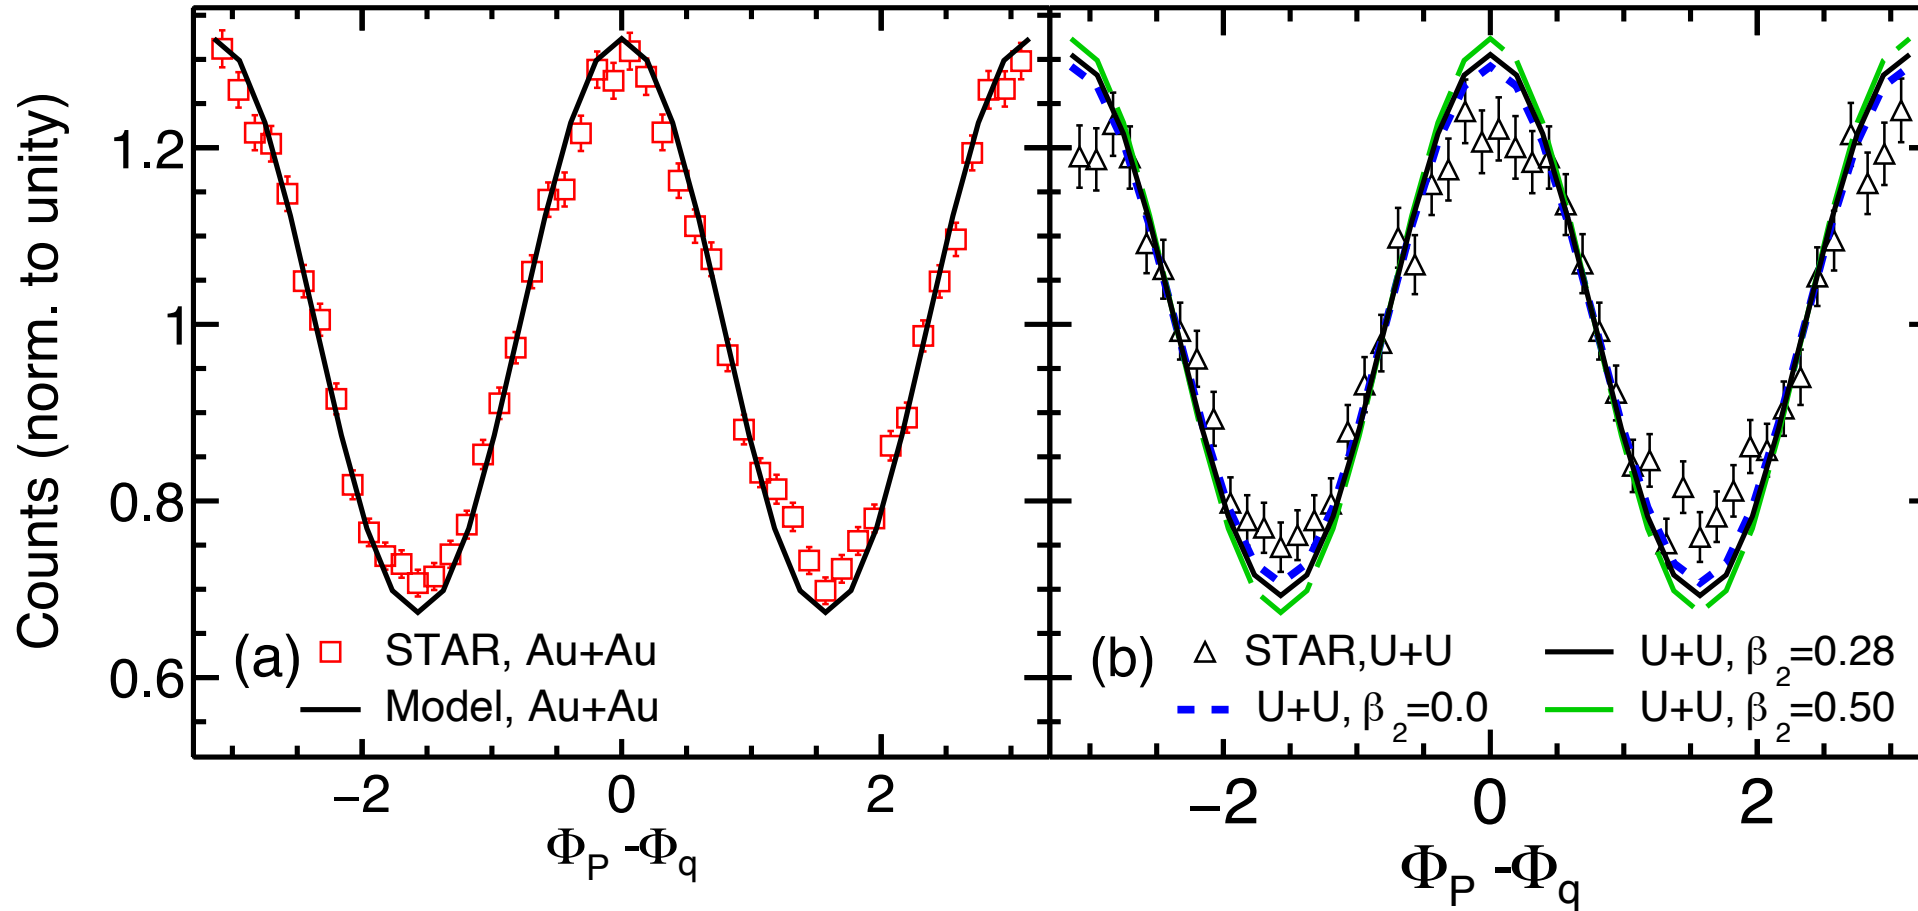 Counts (norm. to unity)
1.2
1
0.8
0.6
(a) STAR, Au+Au
Model, Au+Au
−2 0 2
Φ_P -Φ_q
(b) STAR,U+U
U+U, β_2=0.0
U+U, β_2=0.28
U+U, β_2=0.50
−2 0 2
Φ_P -Φ_q